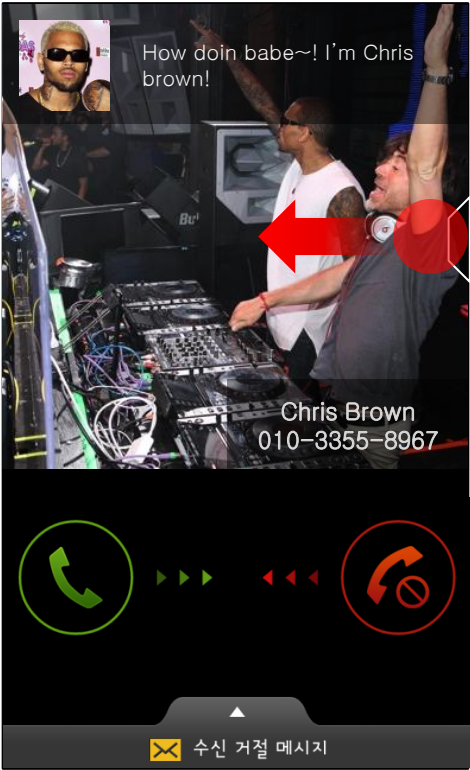 How doin babe~! I'm Chris
brown!
Chris Brown
010-3355-8967
수신 거절 메시지